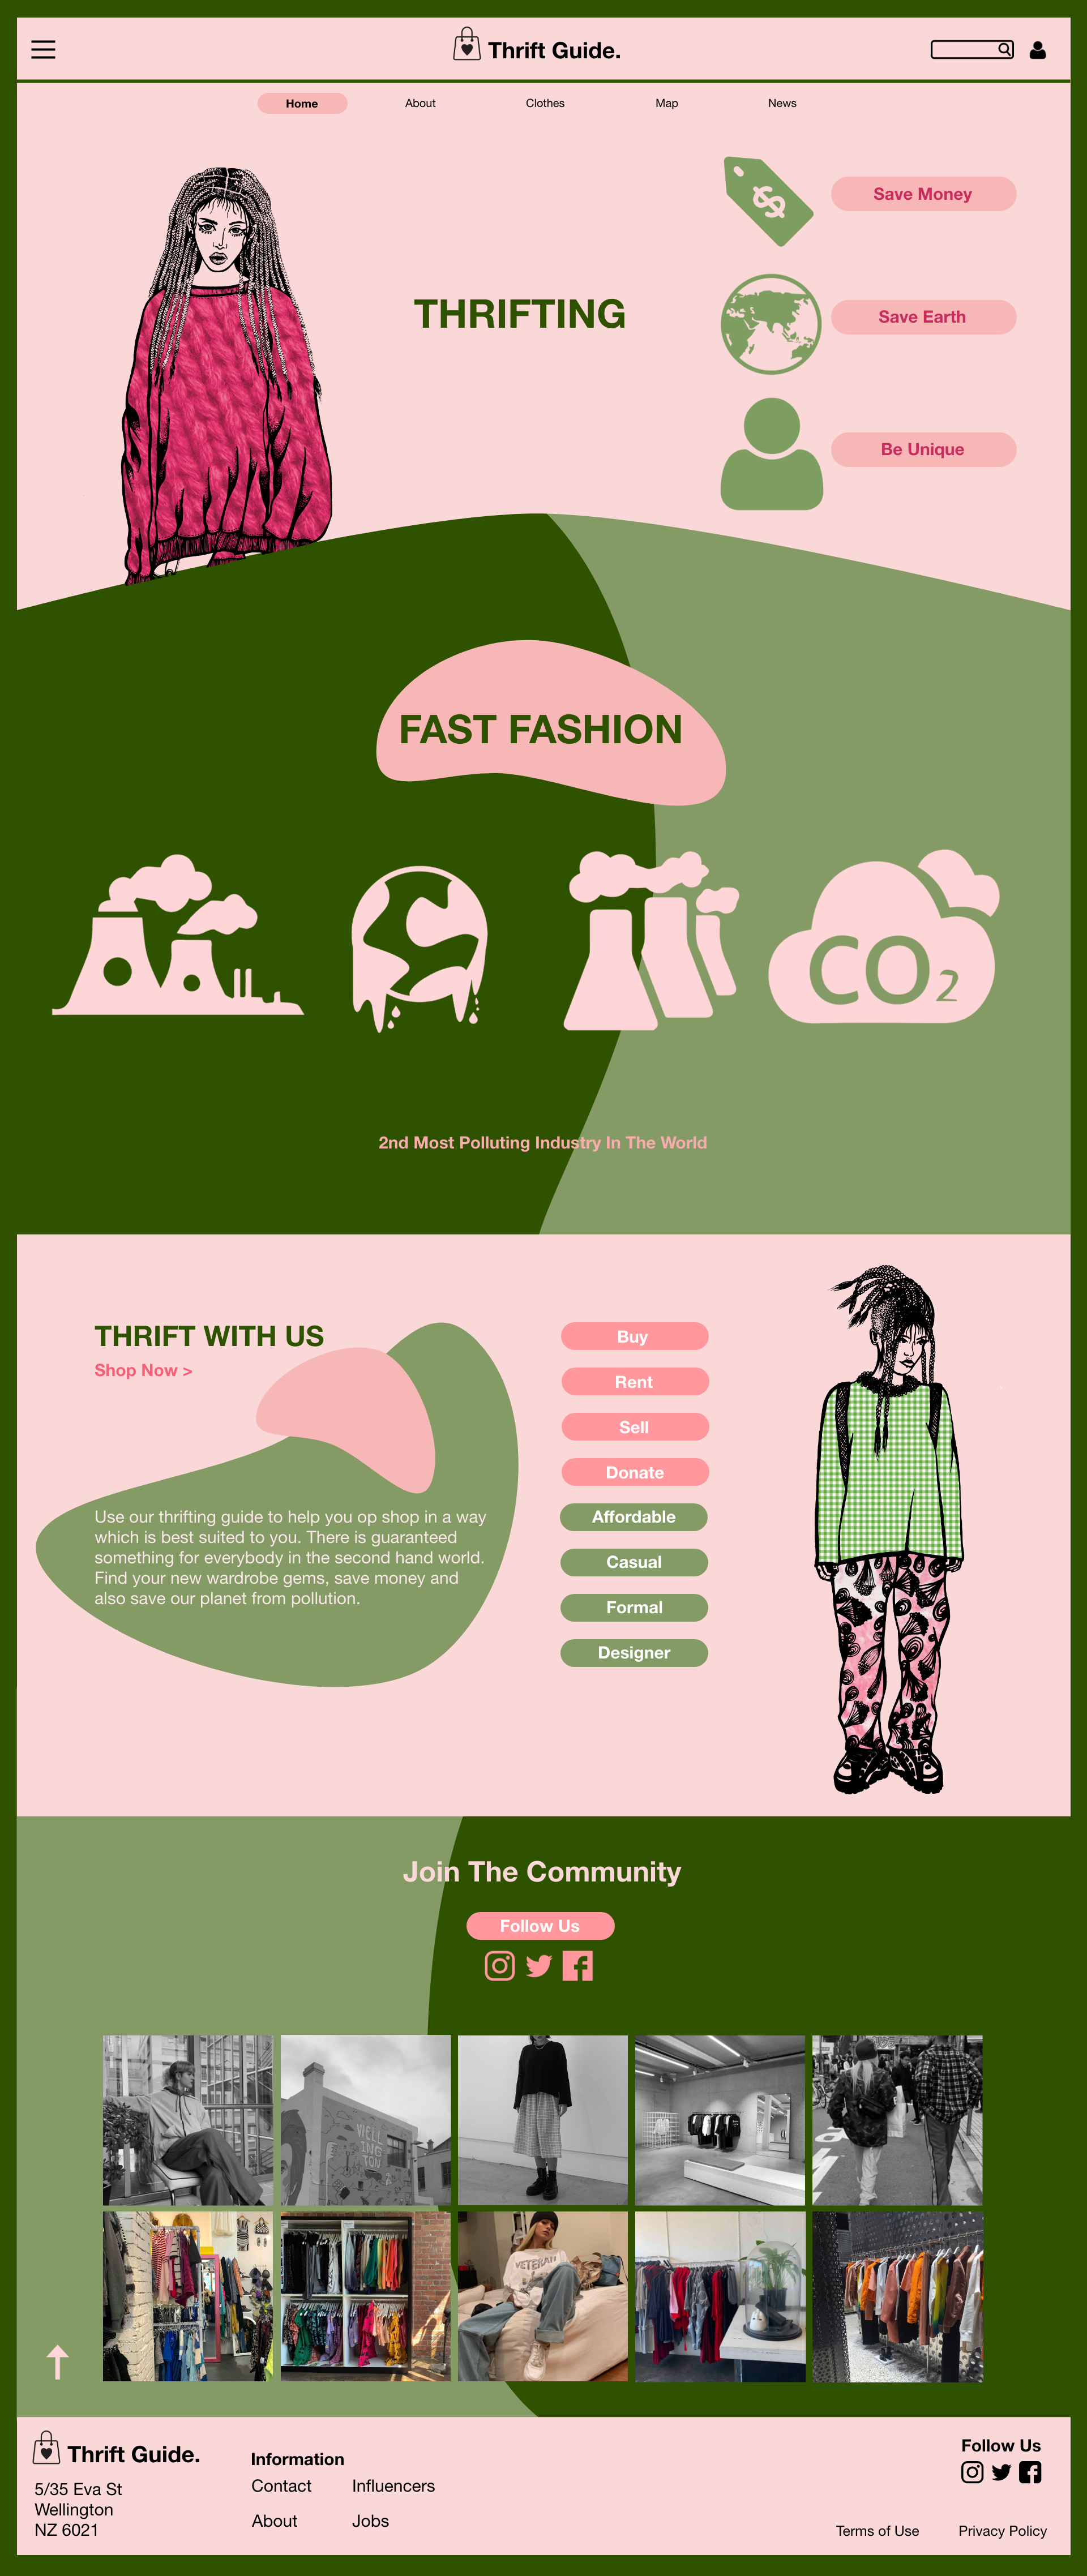 Thrift Guide.
Home
About
Clothes
Map
News
THRIFTING
Save Money
Save Earth
Be Unique
FAST FASHION
CO2
2nd Most Polluting Industry In The World
THRIFT WITH US
Shop Now >
Use our thrifting guide to help you op shop in a way
which is best suited to you. There is guaranteed
something for everybody in the second hand world.
Find your new wardrobe gems, save money and
also save our planet from pollution.
Buy
Rent
Sell
Donate
Affordable
Casual
Formal
Designer
Join The Community
Follow Us
WELL
ING
TON
VETERAN
Thrift Guide.
5/35 Eva St
Wellington
NZ 6021
Information
Contact
Influencers
About
Jobs
Follow Us
Terms of Use
Privacy Policy